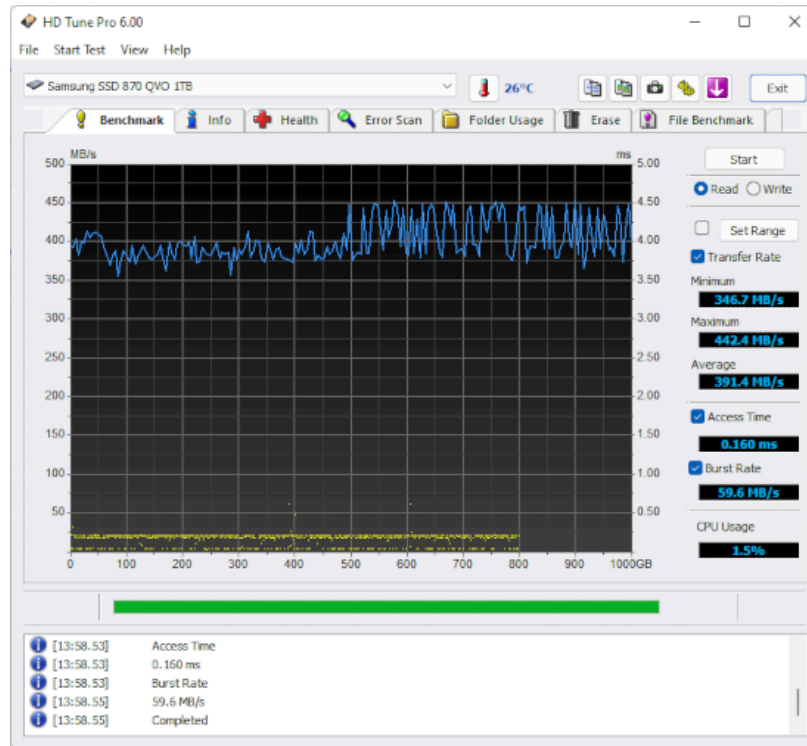 HD Tune Pro 6.00
File Start Test View Help
Samsung SSD 870 QVO 1TB
26°C
Exit
Benchmark Info Health Error Scan Folder Usage Erase File Benchmark
MB/s ms
500 5.00
450 4.50
400 4.00
350 3.50
300 3.00
250 2.50
200 2.00
150 1.50
100 1.00
50 0.50
0 100 200 300 400 500 600 700 800 900 1000GB
Start
Read Write
Set Range
Transfer Rate
Minimum
346.7 MB/s
Maximum
442.4 MB/s
Average
391.4 MB/s
Access Time
0.160 ms
Burst Rate
59.6 MB/s
CPU Usage
1.5%
[13:58.53] Access Time
[13:58.53] 0.160 ms
[13:58.53] Burst Rate
[13:58.55] 59.6 MB/s
[13:58.55] Completed